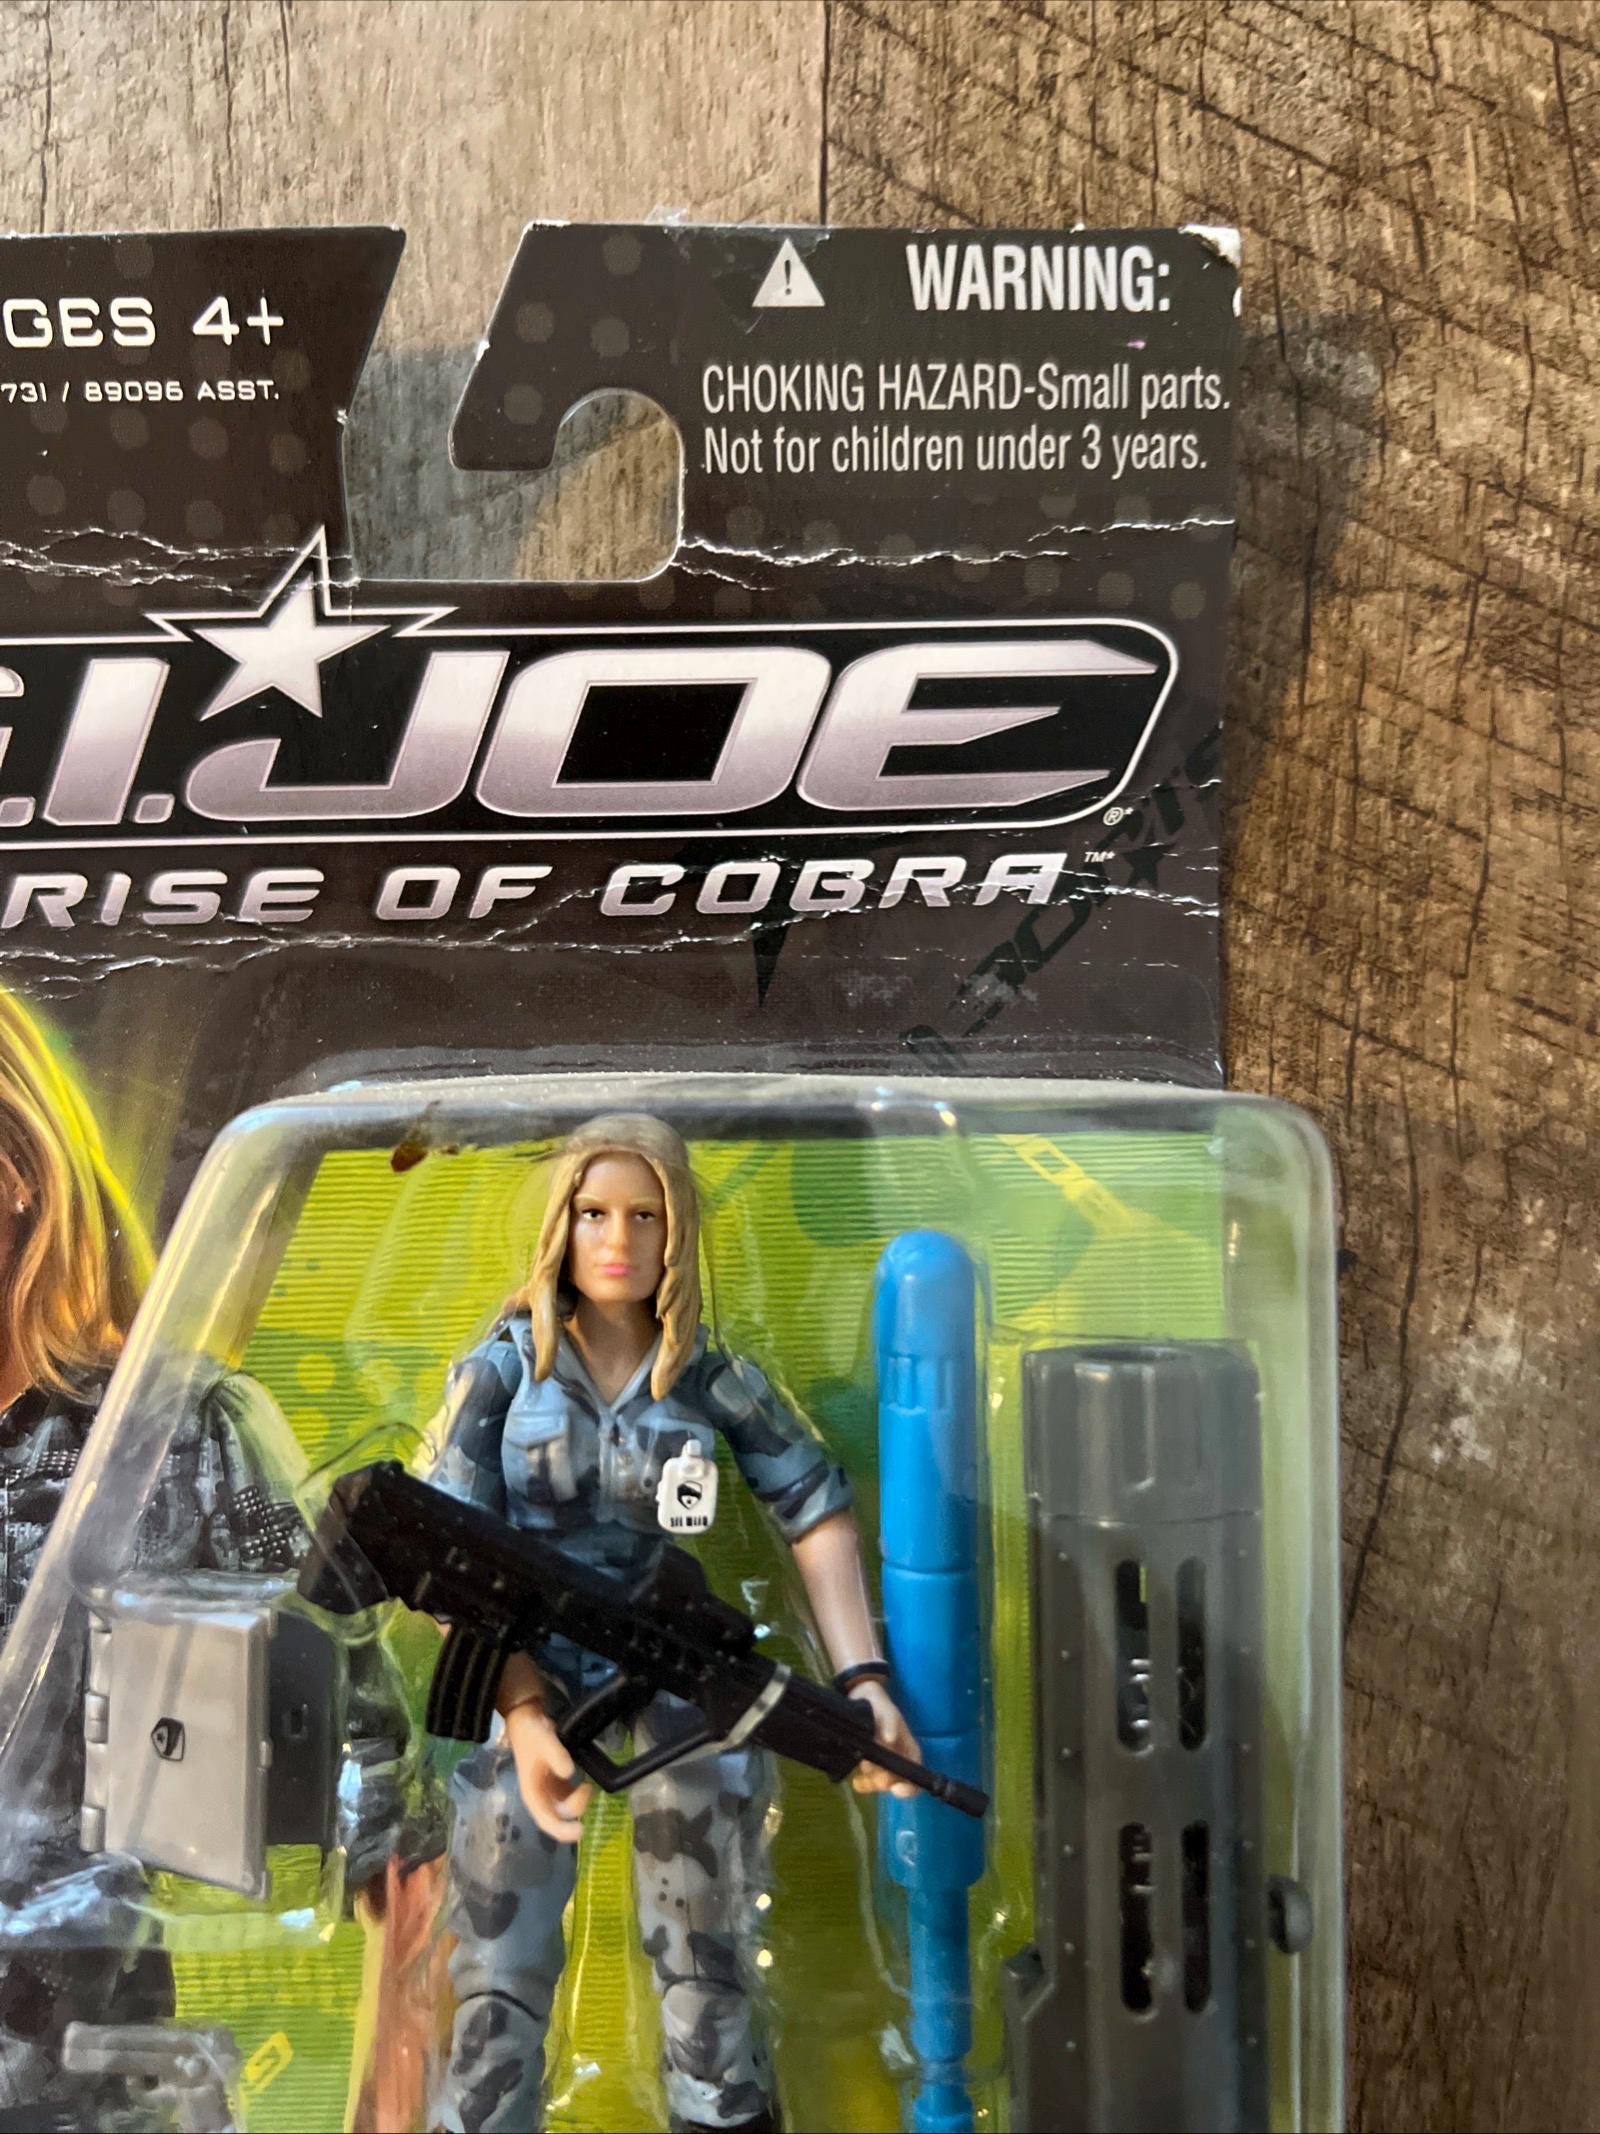 GES 4+
731 / 89096 ASST.
WARNING:
CHOKING HAZARD-Small parts.
Not for children under 3 years.
G.I. JOE ®*
RISE OF COBRA ™*